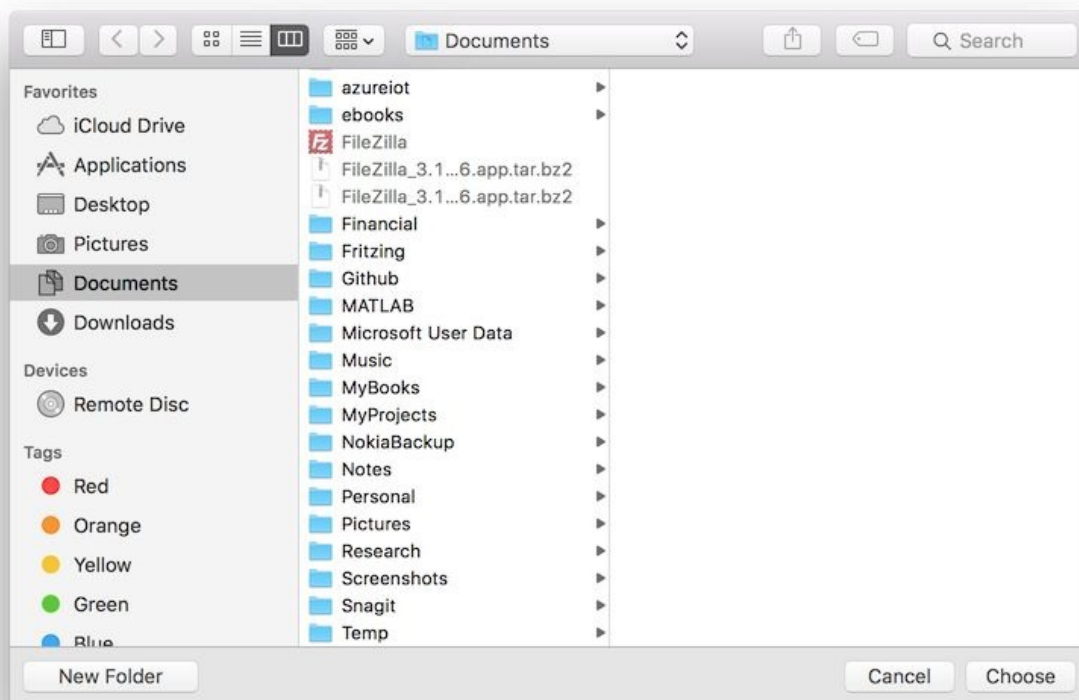 Documents
Search
Favorites
iCloud Drive
Applications
Desktop
Pictures
Documents
Downloads
Devices
Remote Disc
Tags
Red
Orange
Yellow
Green
Blue
azureiot
ebooks
FileZilla
FileZilla_3.1...6.app.tar.bz2
FileZilla_3.1...6.app.tar.bz2
Financial
Fritzing
Github
MATLAB
Microsoft User Data
Music
MyBooks
MyProjects
NokiaBackup
Notes
Personal
Pictures
Research
Screenshots
Snagit
Temp
New Folder
Cancel
Choose